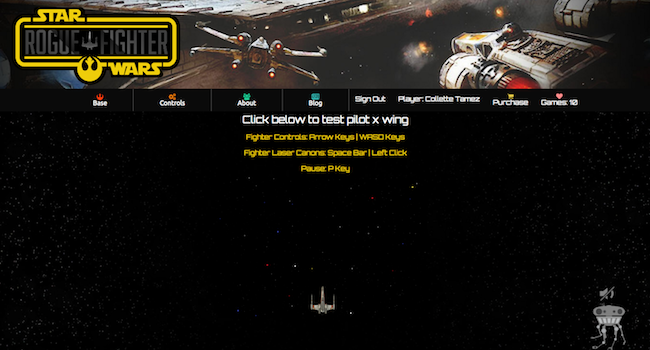 STAR
ROGUE FIGHTER
WARS
Base
Controls
About
Blog
Sign Out
Player: Collette Tamez
Purchase
Games: 10
Click below to test pilot x wing
Fighter Controls: Arrow Keys | WASD Keys
Fighter Laser Canons: Space Bar | Left Click
Pause: P Key